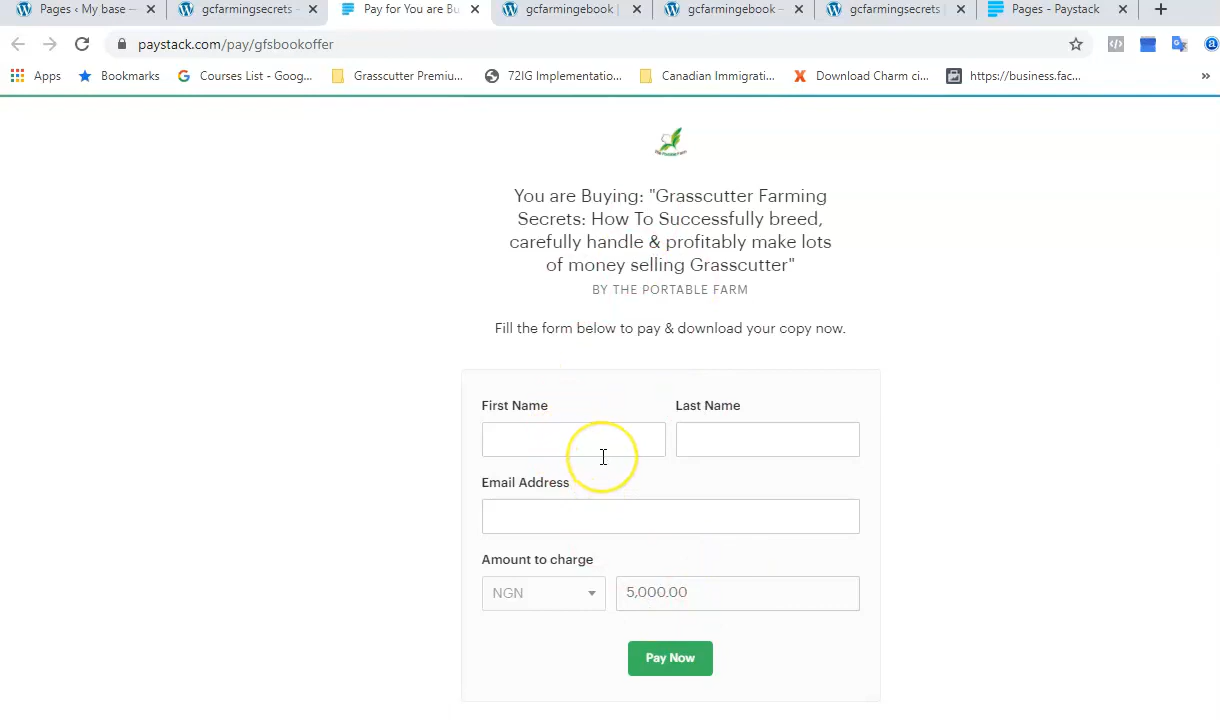 Pages ‹ My base –
gcfarmingsecrets –
Pay for You are Bu
gcfarmingebook |
gcfarmingebook –
gcfarmingsecrets |
Pages - Paystack
paystack.com/pay/gfsbookoffer
Apps
Bookmarks
Courses List - Goog...
Grasscutter Premiu...
72IG Implementatio...
Canadian Immigrati...
Download Charm ci...
https://business.fac...
»
You are Buying: "Grasscutter Farming
Secrets: How To Successfully breed,
carefully handle & profitably make lots
of money selling Grasscutter"
BY THE PORTABLE FARM
Fill the form below to pay & download your copy now.
First Name
Last Name
Email Address
Amount to charge
NGN
5,000.00
Pay Now